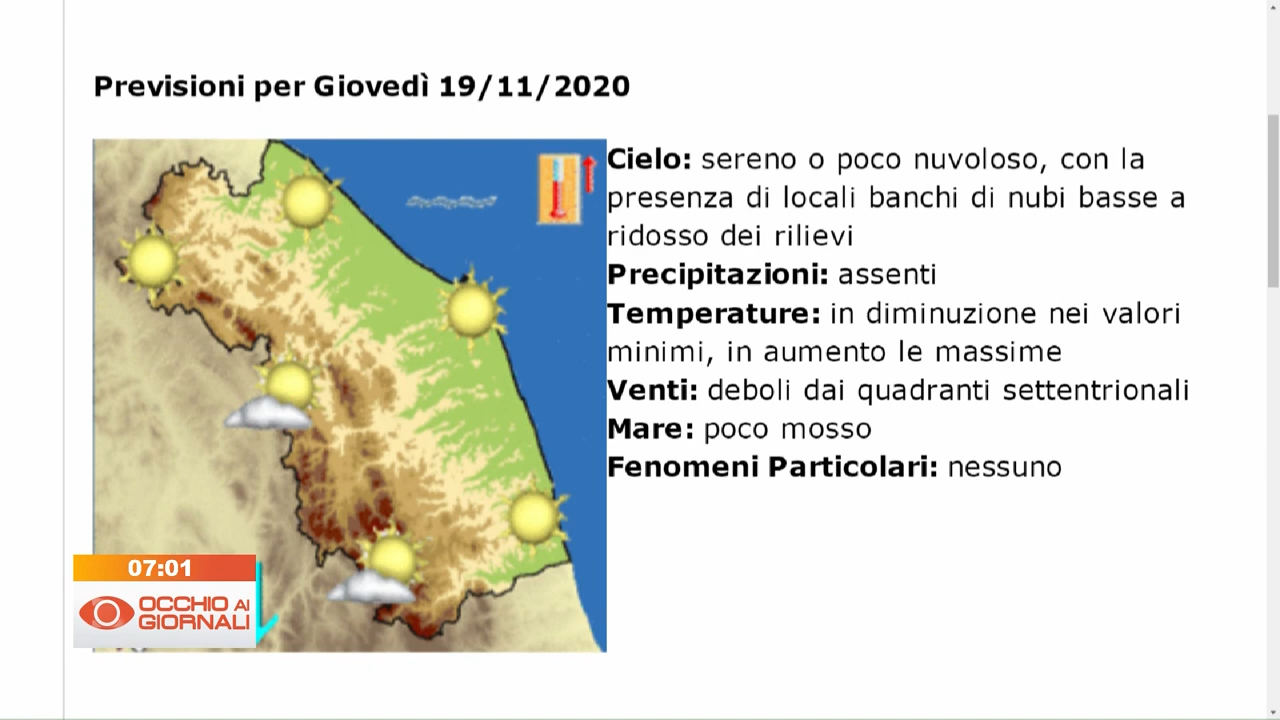 Previsioni per Giovedì 19/11/2020
Cielo: sereno o poco nuvoloso, con la
presenza di locali banchi di nubi basse a
ridosso dei rilievi
Precipitazioni: assenti
Temperature: in diminuzione nei valori
minimi, in aumento le massime
Venti: deboli dai quadranti settentrionali
Mare: poco mosso
Fenomeni Particolari: nessuno
07:01
OCCHIO AI
GIORNALI